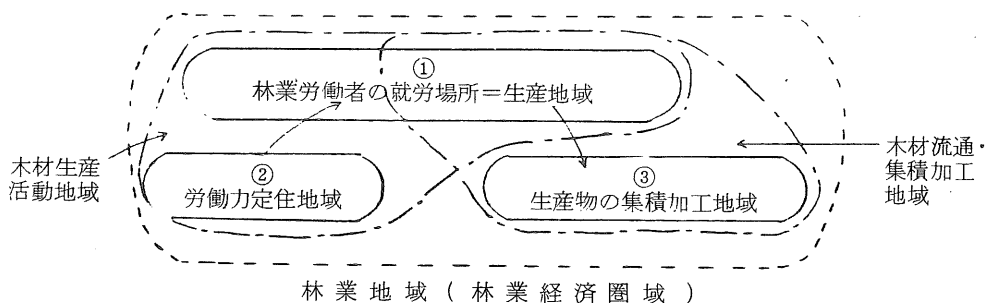 ①
林業労働者の就労場所＝生産地域
木材生産
活動地域
②
労働力定住地域
③
生産物の集積加工地域
木材流通・
集積加工
地域
林業地域(林業経済圏域)